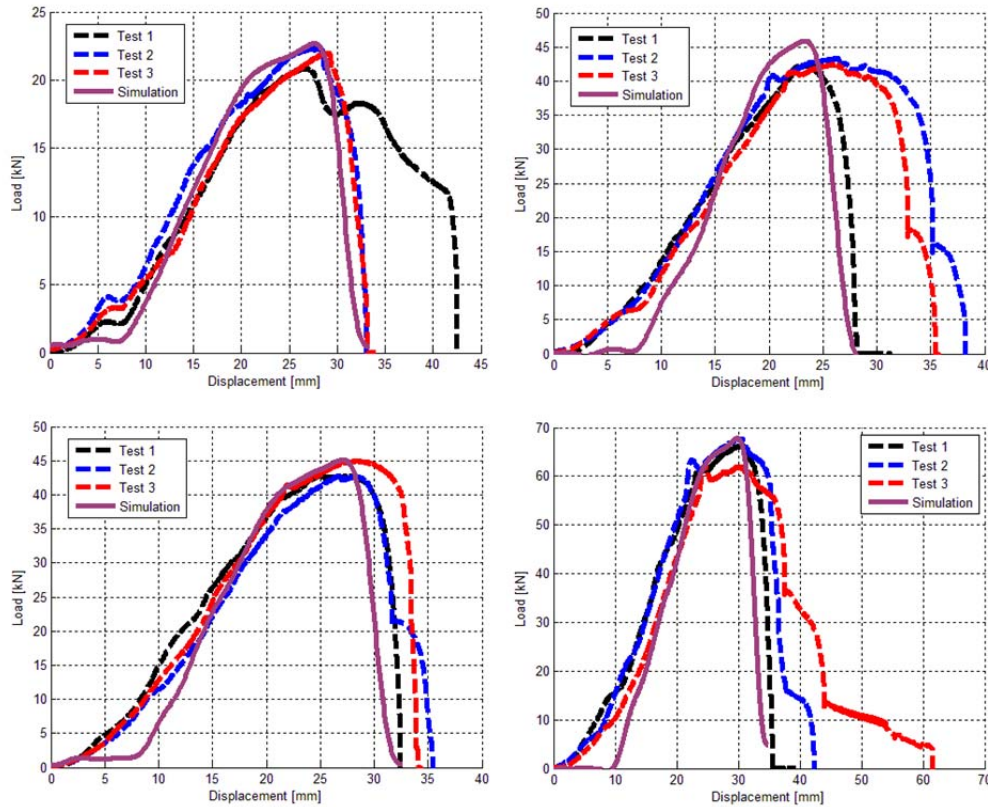 25
20
15
10
5
0
Load [kN]
Test 1
Test 2
Test 3
Simulation
0 5 10 15 20 25 30 35 40 45
Displacement [mm]
50
45
40
35
30
25
20
15
10
5
0
Load [kN]
Test 1
Test 2
Test 3
Simulation
0 5 10 15 20 25 30 35 40
Displacement [mm]
50
45
40
35
30
25
20
15
10
5
0
Load [kN]
Test 1
Test 2
Test 3
Simulation
0 5 10 15 20 25 30 35 40
Displacement [mm]
70
60
50
40
30
20
10
0
Load [kN]
Test 1
Test 2
Test 3
Simulation
0 10 20 30 40 50 60 70
Displacement [mm]